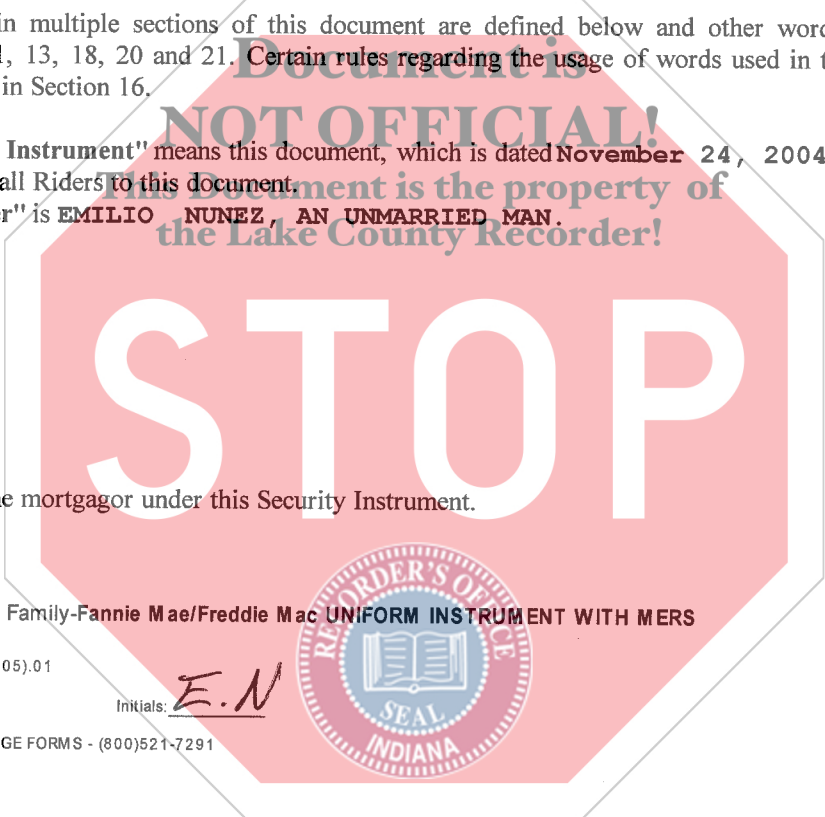 in multiple sections of this document are defined below and other word
, 13, 18, 20 and 21. Certain rules regarding the usage of words used in t
Document is
in Section 16.
NOT OFFICIAL!
Instrument" means this document, which is dated November 24, 2004
all Riders to this document.
This Document is the property of
r" is EMILIO NUNEZ, AN UNMARRIED MAN.
the Lake County Recorder!
STOP
e mortgagor under this Security Instrument.
RECORDER'S OFFICE
Family-Fannie Mae/Freddie Mac UNIFORM INSTRUMENT WITH MERS
05).01
Initials: E.N
SEAL
INDIANA
GE FORMS - (800)521-7291